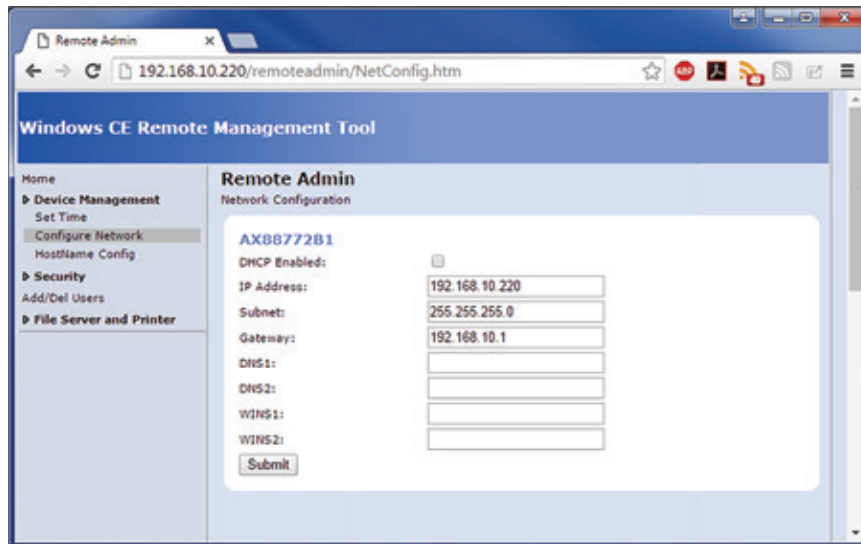 Remote Admin
192.168.10.220/remoteadmin/NetConfig.htm
ABP
Windows CE Remote Management Tool
Home
Device Management
Set Time
Configure Network
HostName Config
Security
Add/Del Users
File Server and Printer
Remote Admin
Network Configuration
AX88772B1
DHCP Enabled:
IP Address: 192.168.10.220
Subnet: 255.255.255.0
Gateway: 192.168.10.1
DNS1:
DNS2:
WINS1:
WINS2:
Submit